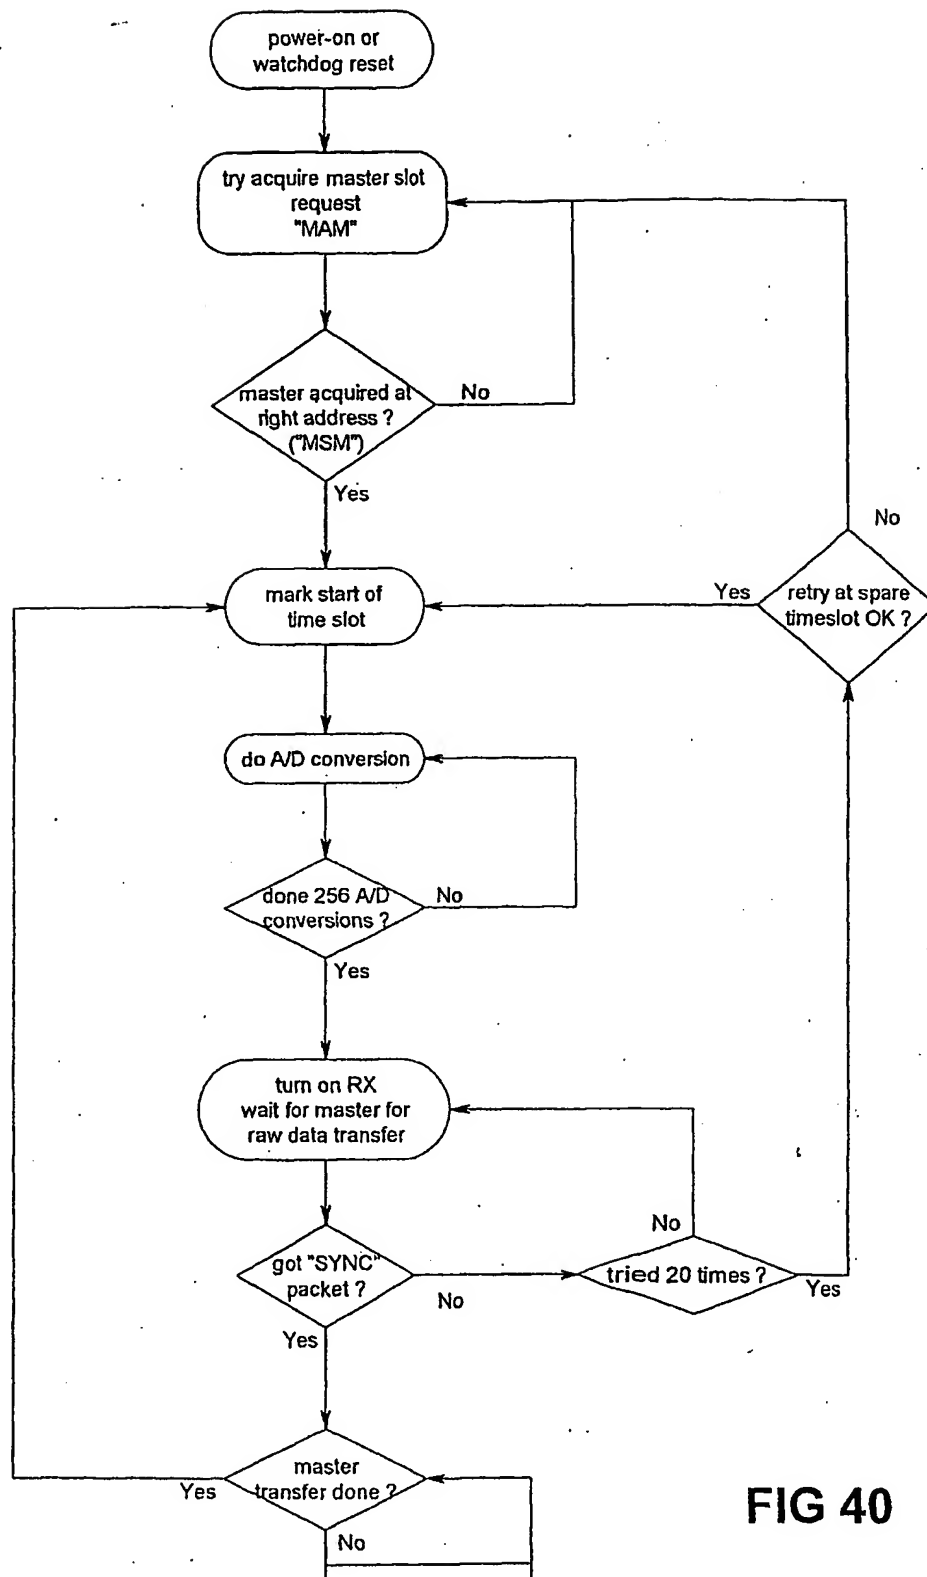 power-on or
watchdog reset
try acquire master slot
request
"MAM"
master acquired at
right address ?
("MSM")
No
Yes
mark start of
time slot
Yes
retry at spare
timeslot OK ?
No
do A/D conversion
done 256 A/D
conversions ?
No
Yes
turn on RX
wait for master for
raw data transfer
got "SYNC"
packet ?
No
Yes
tried 20 times ?
No
Yes
master
transfer done ?
Yes
No
FIG 40